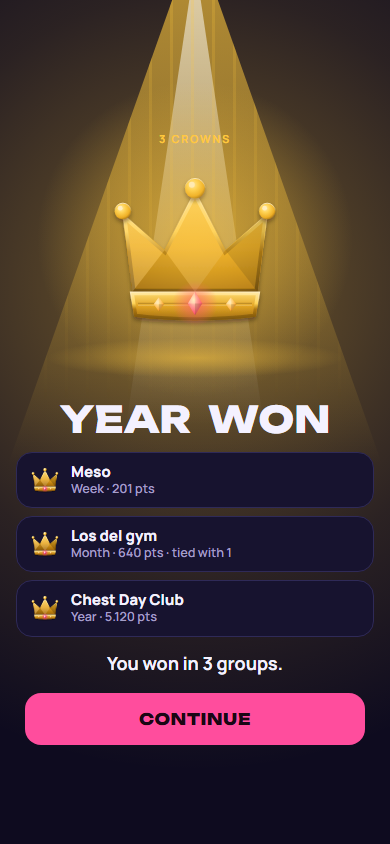 3 CROWNS
YEAR WON
Meso
Week · 201 pts
Los del gym
Month · 640 pts · tied with 1
Chest Day Club
Year · 5.120 pts
You won in 3 groups.
CONTINUE